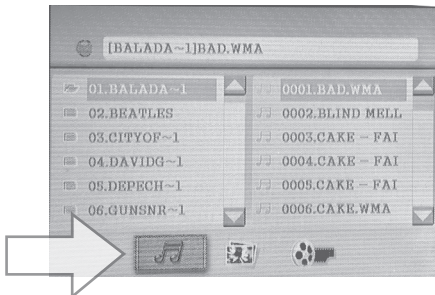 [BALADA~1]BAD.WMA
01.BALADA~1
02.BEATLES
03.CITYOF~1
04.DAVIDG~1
05.DEPECH~1
06.GUNSNR~1
0001.BAD.WMA
0002.BLIND MELL
0003.CAKE – FAI
0004.CAKE – FAI
0005.CAKE – FAI
0006.CAKE.WMA